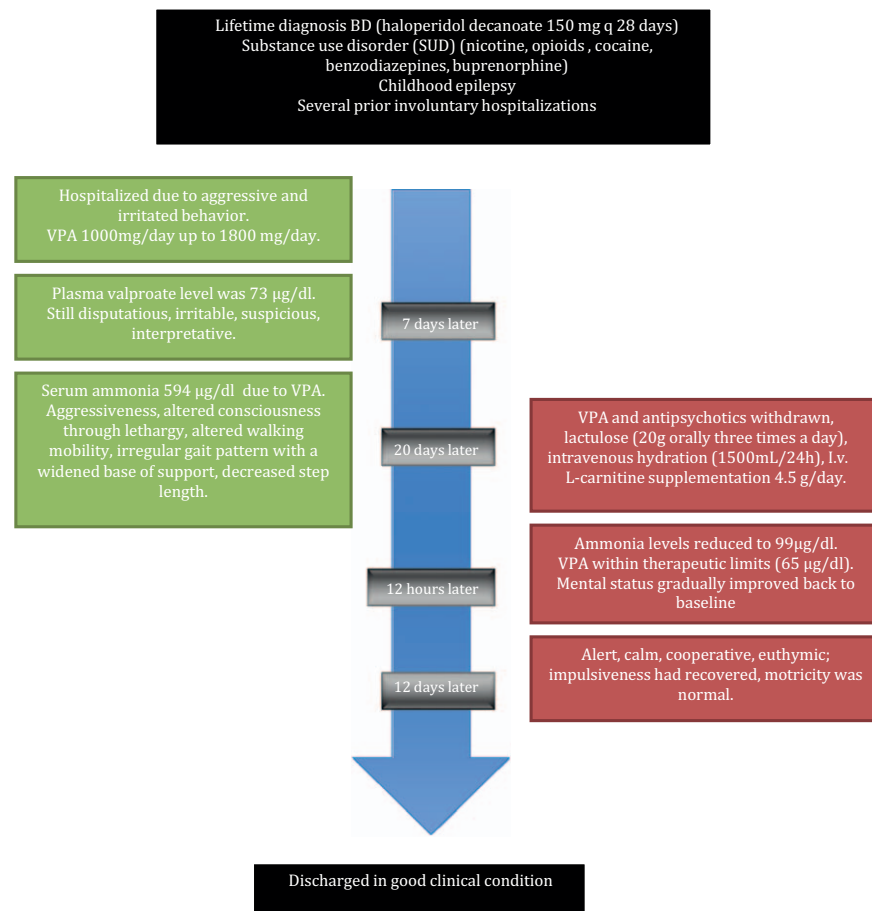 Lifetime diagnosis BD (haloperidol decanoate 150 mg q 28 days)
Substance use disorder (SUD) (nicotine, opioids , cocaine,
benzodiazepines, buprenorphine)
Childhood epilepsy
Several prior involuntary hospitalizations
Hospitalized due to aggressive and
irritated behavior.
VPA 1000mg/day up to 1800 mg/day.
Plasma valproate level was 73 µg/dl.
Still disputatious, irritable, suspicious,
interpretative.
7 days later
Serum ammonia 594 µg/dl due to VPA.
Aggressiveness, altered consciousness
through lethargy, altered walking
mobility, irregular gait pattern with a
widened base of support, decreased step
length.
20 days later
VPA and antipsychotics withdrawn,
lactulose (20g orally three times a day),
intravenous hydration (1500mL/24h), I.v.
L-carnitine supplementation 4.5 g/day.
12 hours later
Ammonia levels reduced to 99µg/dl.
VPA within therapeutic limits (65 µg/dl).
Mental status gradually improved back to
baseline
12 days later
Alert, calm, cooperative, euthymic;
impulsiveness had recovered, motricity was
normal.
Discharged in good clinical condition